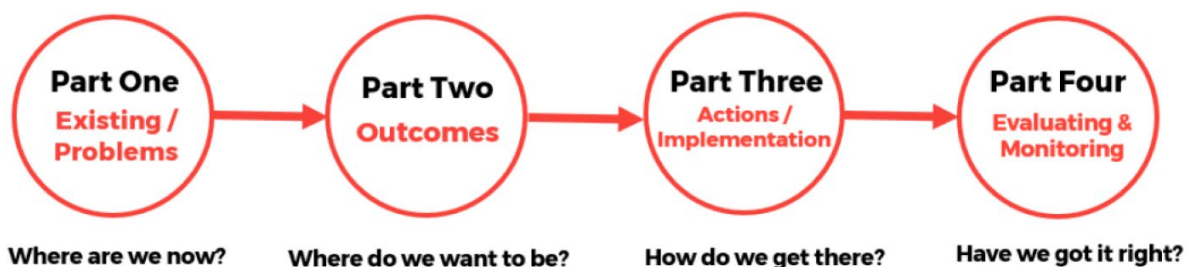 Part One
Existing /
Problems
Part Two
Outcomes
Part Three
Actions /
Implementation
Part Four
Evaluating &
Monitoring
Where are we now?
Where do we want to be?
How do we get there?
Have we got it right?